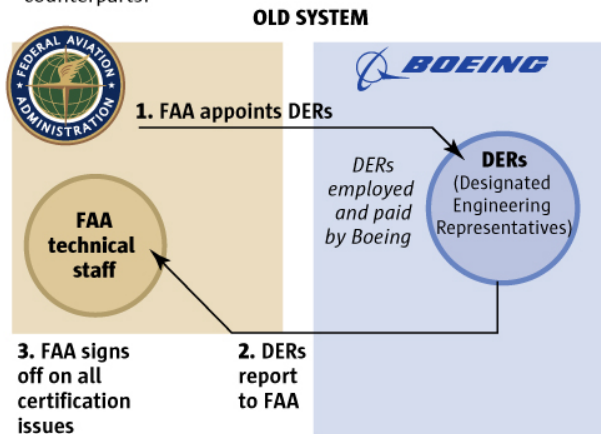 counterparts.
OLD SYSTEM
FEDERAL AVIATION
ADMINISTRATION
BOEING
1. FAA appoints DERs
DERs
employed
and paid
by Boeing
DERs
(Designated
Engineering
Representatives)
FAA
technical
staff
3. FAA signs
off on all
certification
issues
2. DERs
report
to FAA